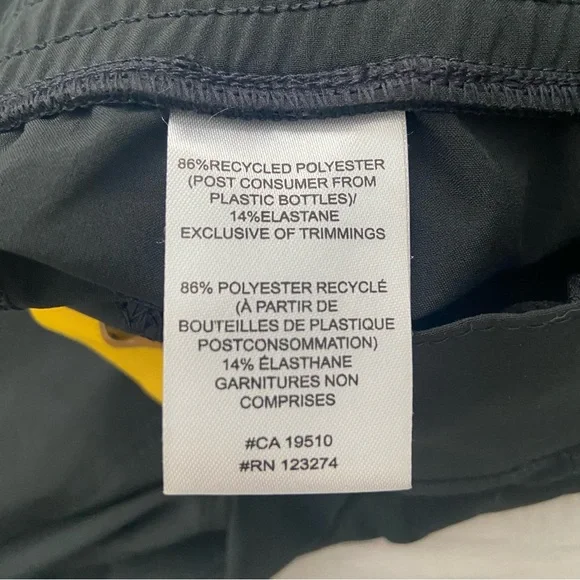 86%RECYCLED POLYESTER
(POST CONSUMER FROM
PLASTIC BOTTLES)/
14%ELASTANE
EXCLUSIVE OF TRIMMINGS
86% POLYESTER RECYCLÉ
(À PARTIR DE
BOUTEILLES DE PLASTIQUE
POSTCONSOMMATION)
14% ÉLASTHANE
GARNITURES NON
COMPRISES
#CA 19510
#RN 123274